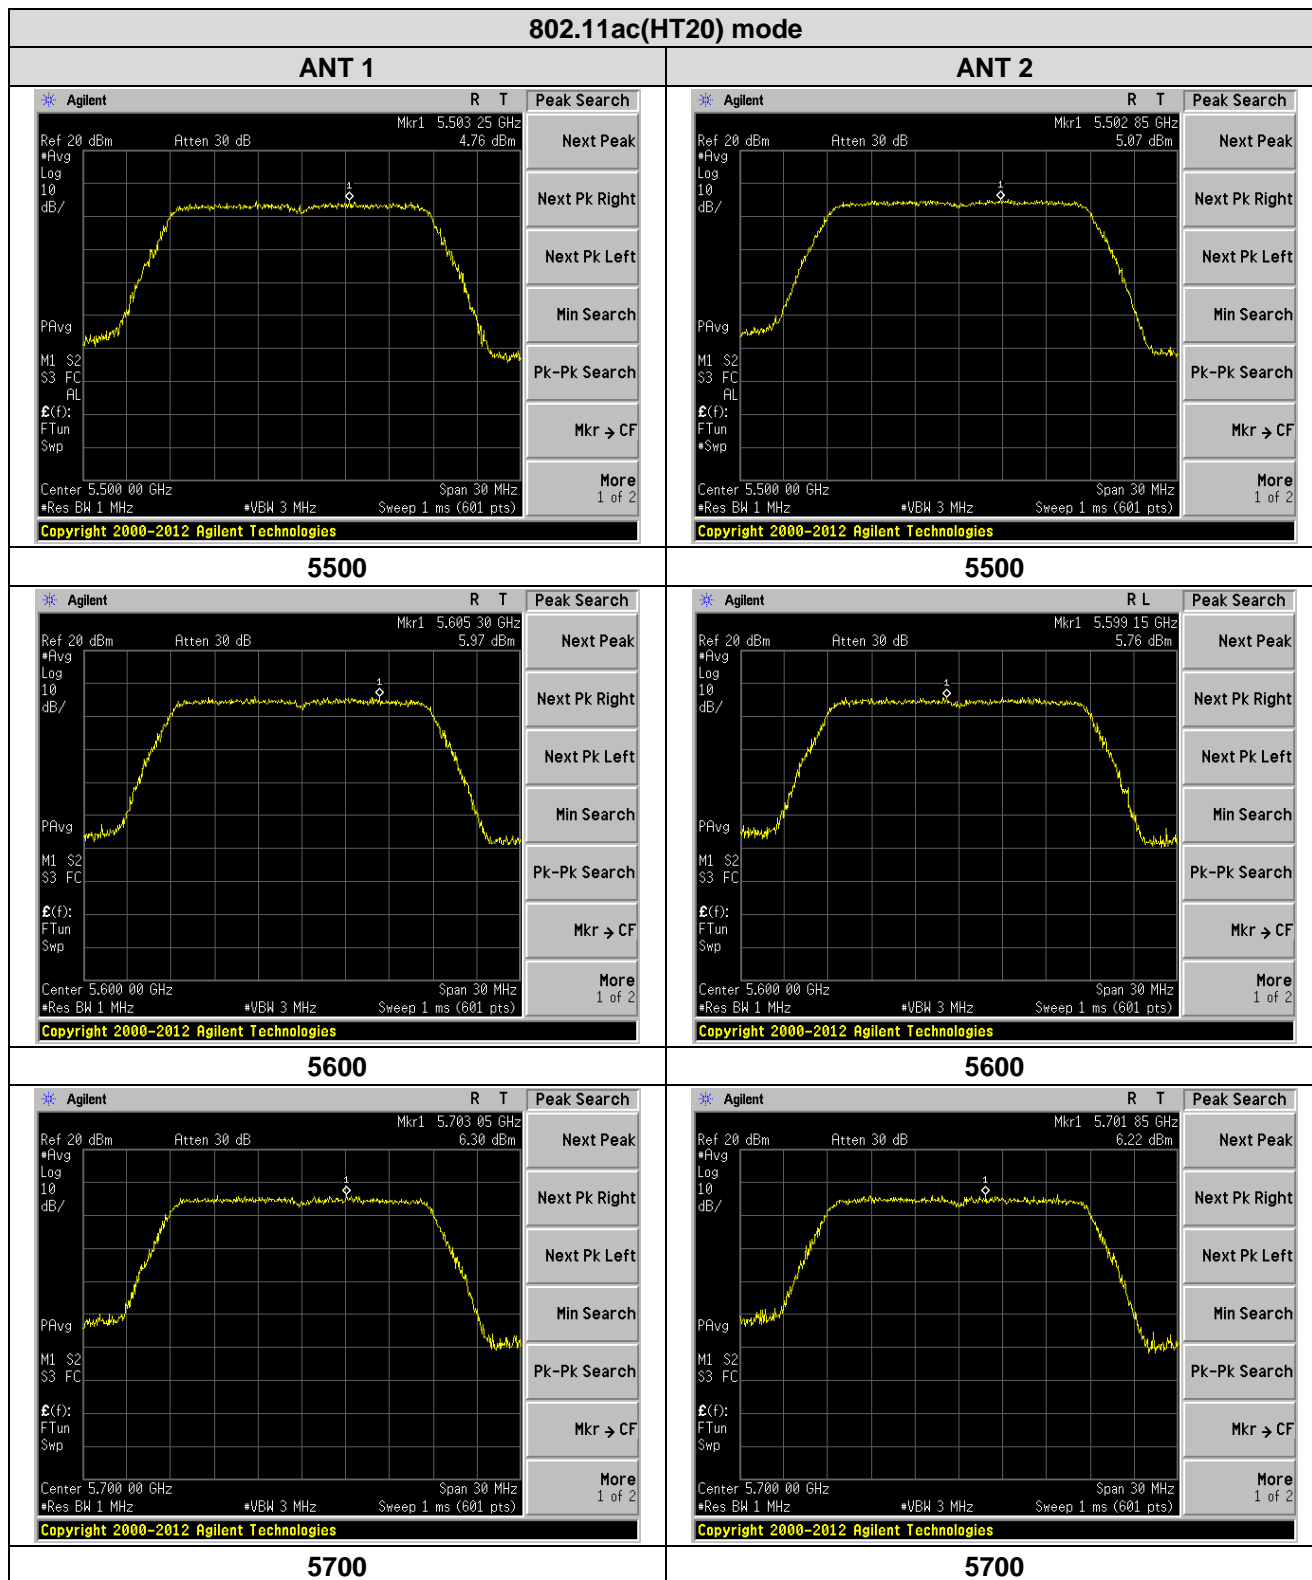 802.11ac(HT20) mode
ANT 1
ANT 2
Agilent R T Peak Search
Mkr1 5.503 25 GHz
Ref 20 dBm Atten 30 dB 4.76 dBm
#Avg
Log
10
dB/
1
PAvg
M1 S2
S3 FC
AL
£(f):
FTun
Swp
Center 5.500 00 GHz Span 30 MHz
#Res BW 1 MHz #VBW 3 MHz Sweep 1 ms (601 pts)
Copyright 2000-2012 Agilent Technologies
Next Peak
Next Pk Right
Next Pk Left
Min Search
Pk-Pk Search
Mkr → CF
More
1 of 2
Agilent R T Peak Search
Mkr1 5.502 85 GHz
Ref 20 dBm Atten 30 dB 5.07 dBm
#Avg
Log
10
dB/
1
PAvg
M1 S2
S3 FC
AL
£(f):
FTun
#Swp
Center 5.500 00 GHz Span 30 MHz
#Res BW 1 MHz #VBW 3 MHz Sweep 1 ms (601 pts)
Copyright 2000-2012 Agilent Technologies
Next Peak
Next Pk Right
Next Pk Left
Min Search
Pk-Pk Search
Mkr → CF
More
1 of 2
5500
5500
Agilent R T Peak Search
Mkr1 5.605 30 GHz
Ref 20 dBm Atten 30 dB 5.97 dBm
#Avg
Log
10
dB/
1
PAvg
M1 S2
S3 FC
£(f):
FTun
Swp
Center 5.600 00 GHz Span 30 MHz
#Res BW 1 MHz #VBW 3 MHz Sweep 1 ms (601 pts)
Copyright 2000-2012 Agilent Technologies
Next Peak
Next Pk Right
Next Pk Left
Min Search
Pk-Pk Search
Mkr → CF
More
1 of 2
Agilent R L Peak Search
Mkr1 5.599 15 GHz
Ref 20 dBm Atten 30 dB 5.76 dBm
#Avg
Log
10
dB/
1
PAvg
M1 S2
S3 FC
£(f):
FTun
Swp
Center 5.600 00 GHz Span 30 MHz
#Res BW 1 MHz #VBW 3 MHz Sweep 1 ms (601 pts)
Copyright 2000-2012 Agilent Technologies
Next Peak
Next Pk Right
Next Pk Left
Min Search
Pk-Pk Search
Mkr → CF
More
1 of 2
5600
5600
Agilent R T Peak Search
Mkr1 5.703 05 GHz
Ref 20 dBm Atten 30 dB 6.30 dBm
#Avg
Log
10
dB/
1
PAvg
M1 S2
S3 FC
£(f):
FTun
Swp
Center 5.700 00 GHz Span 30 MHz
#Res BW 1 MHz #VBW 3 MHz Sweep 1 ms (601 pts)
Copyright 2000-2012 Agilent Technologies
Next Peak
Next Pk Right
Next Pk Left
Min Search
Pk-Pk Search
Mkr → CF
More
1 of 2
Agilent R T Peak Search
Mkr1 5.701 85 GHz
Ref 20 dBm Atten 30 dB 6.22 dBm
#Avg
Log
10
dB/
1
PAvg
M1 S2
S3 FC
£(f):
FTun
Swp
Center 5.700 00 GHz Span 30 MHz
#Res BW 1 MHz #VBW 3 MHz Sweep 1 ms (601 pts)
Copyright 2000-2012 Agilent Technologies
Next Peak
Next Pk Right
Next Pk Left
Min Search
Pk-Pk Search
Mkr → CF
More
1 of 2
5700
5700